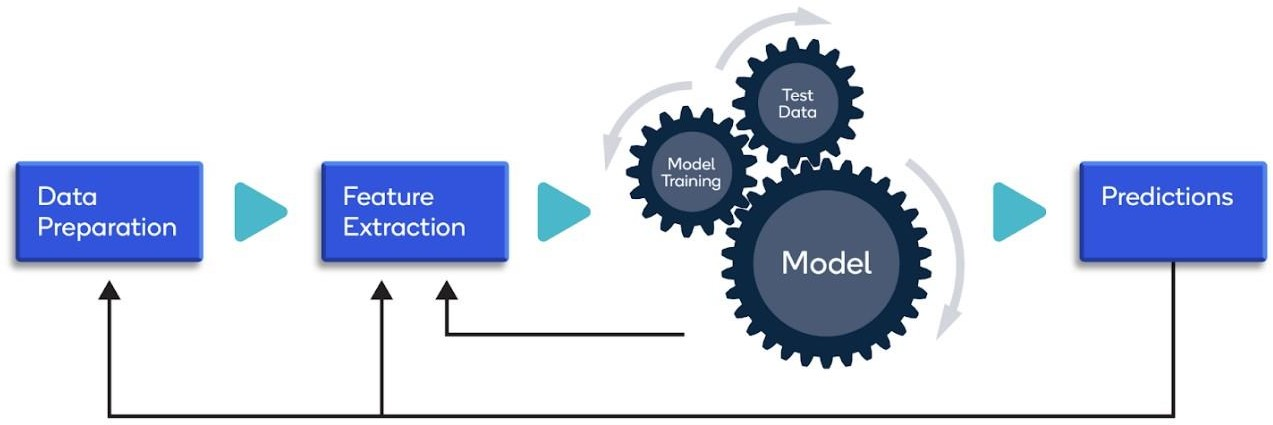 Data
Preparation
Feature
Extraction
Model
Training
Test
Data
Model
Predictions